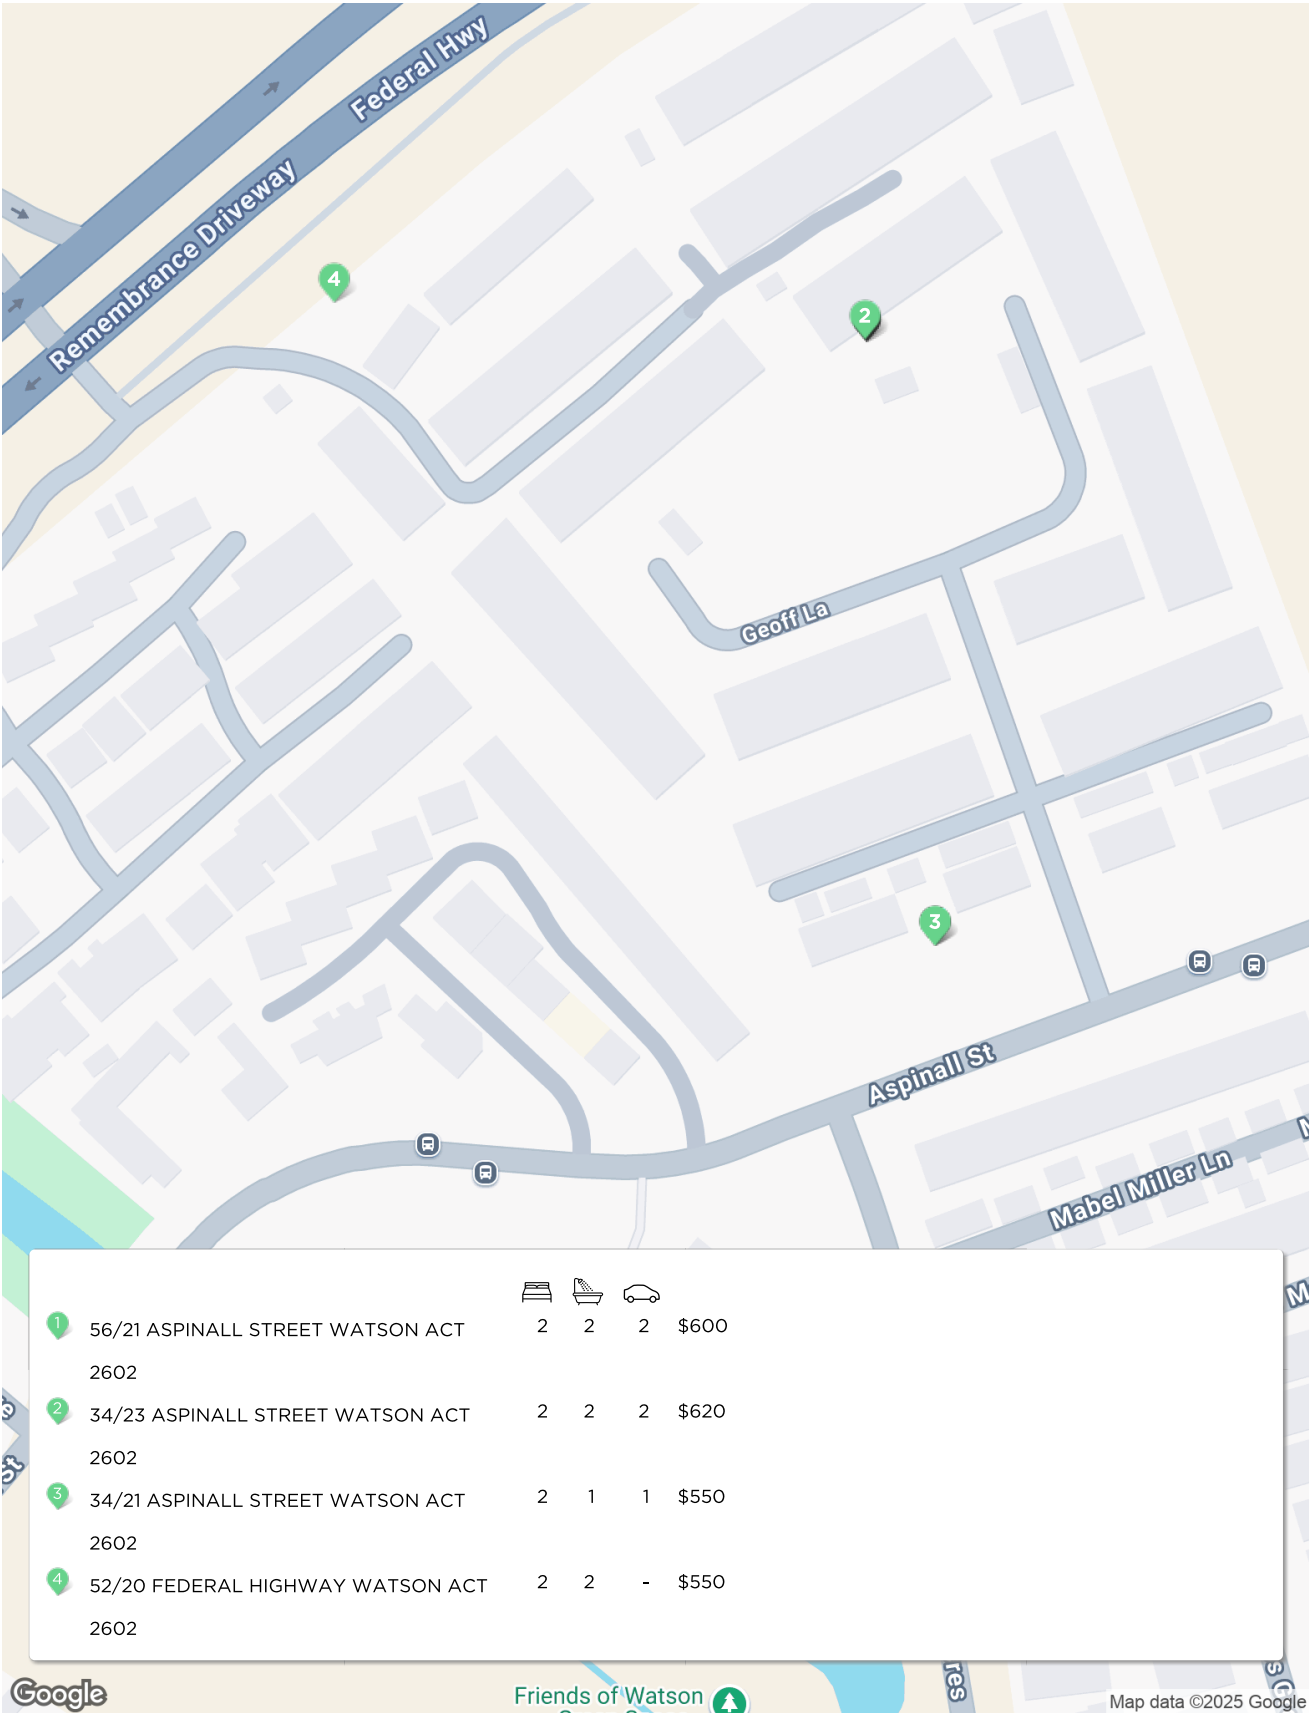 Federal Hwy
Remembrance Driveway
4
2
Geoff La
3
Aspinall St
Mabel Miller Ln
M
St
1 56/21 ASPINALL STREET WATSON ACT 2 2 2 $600
2602
2 34/23 ASPINALL STREET WATSON ACT 2 2 2 $620
2602
3 34/21 ASPINALL STREET WATSON ACT 2 1 1 $550
2602
4 52/20 FEDERAL HIGHWAY WATSON ACT 2 2 - $550
2602
Google
Friends of Watson
res
s G
Map data ©2025 Google